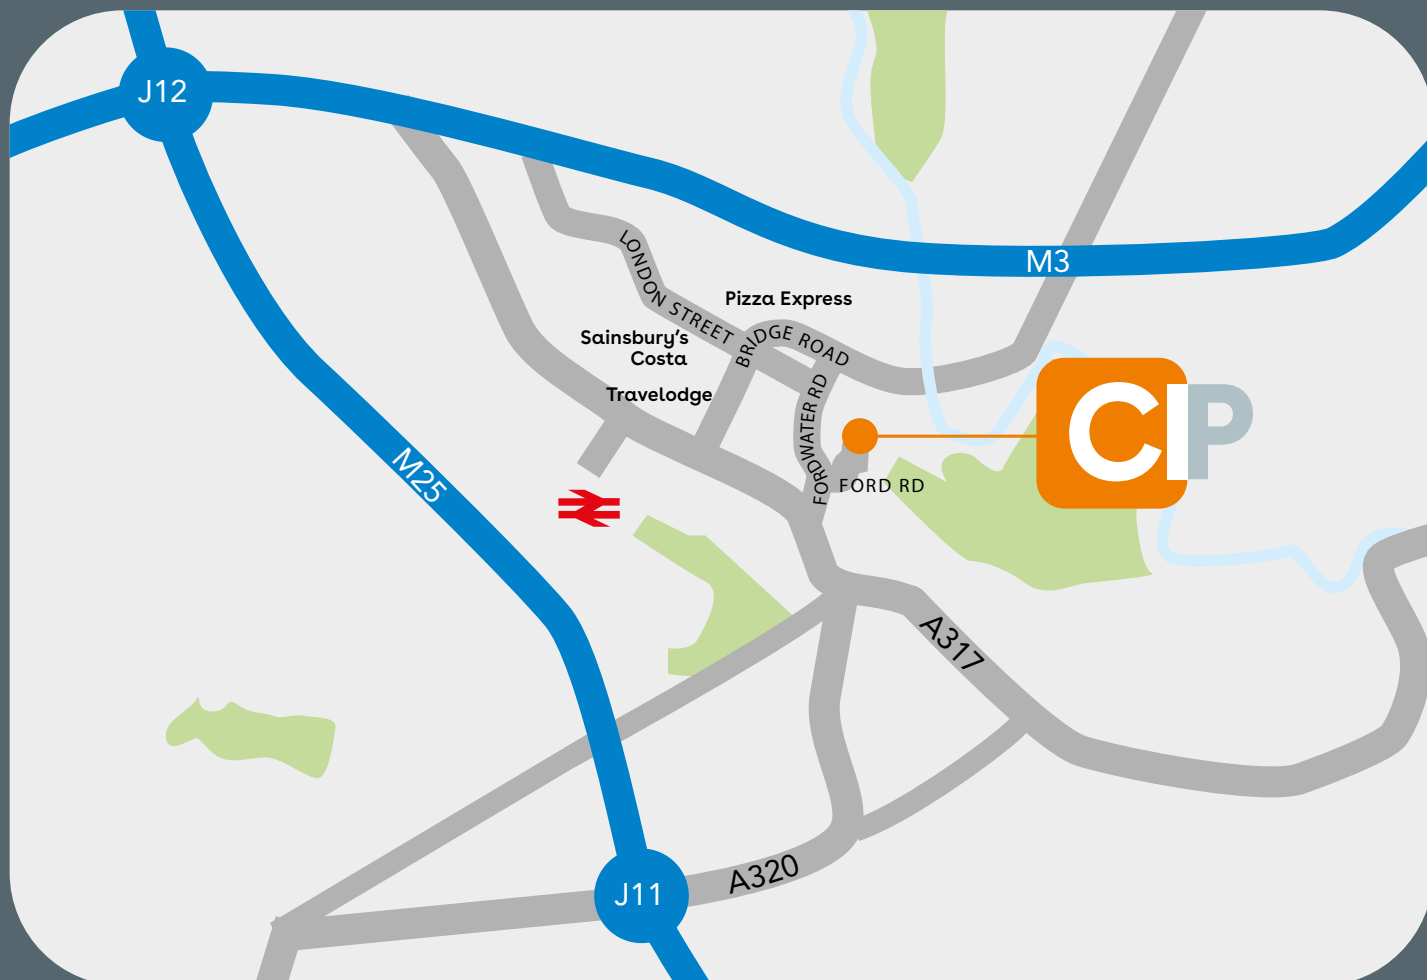 J12
M3
LONDON STREET
Pizza Express
BRIDGE ROAD
Sainsbury's
Costa
Travelodge
FORDWATER RD
CIP
FORD RD
M25
A317
A320
J11